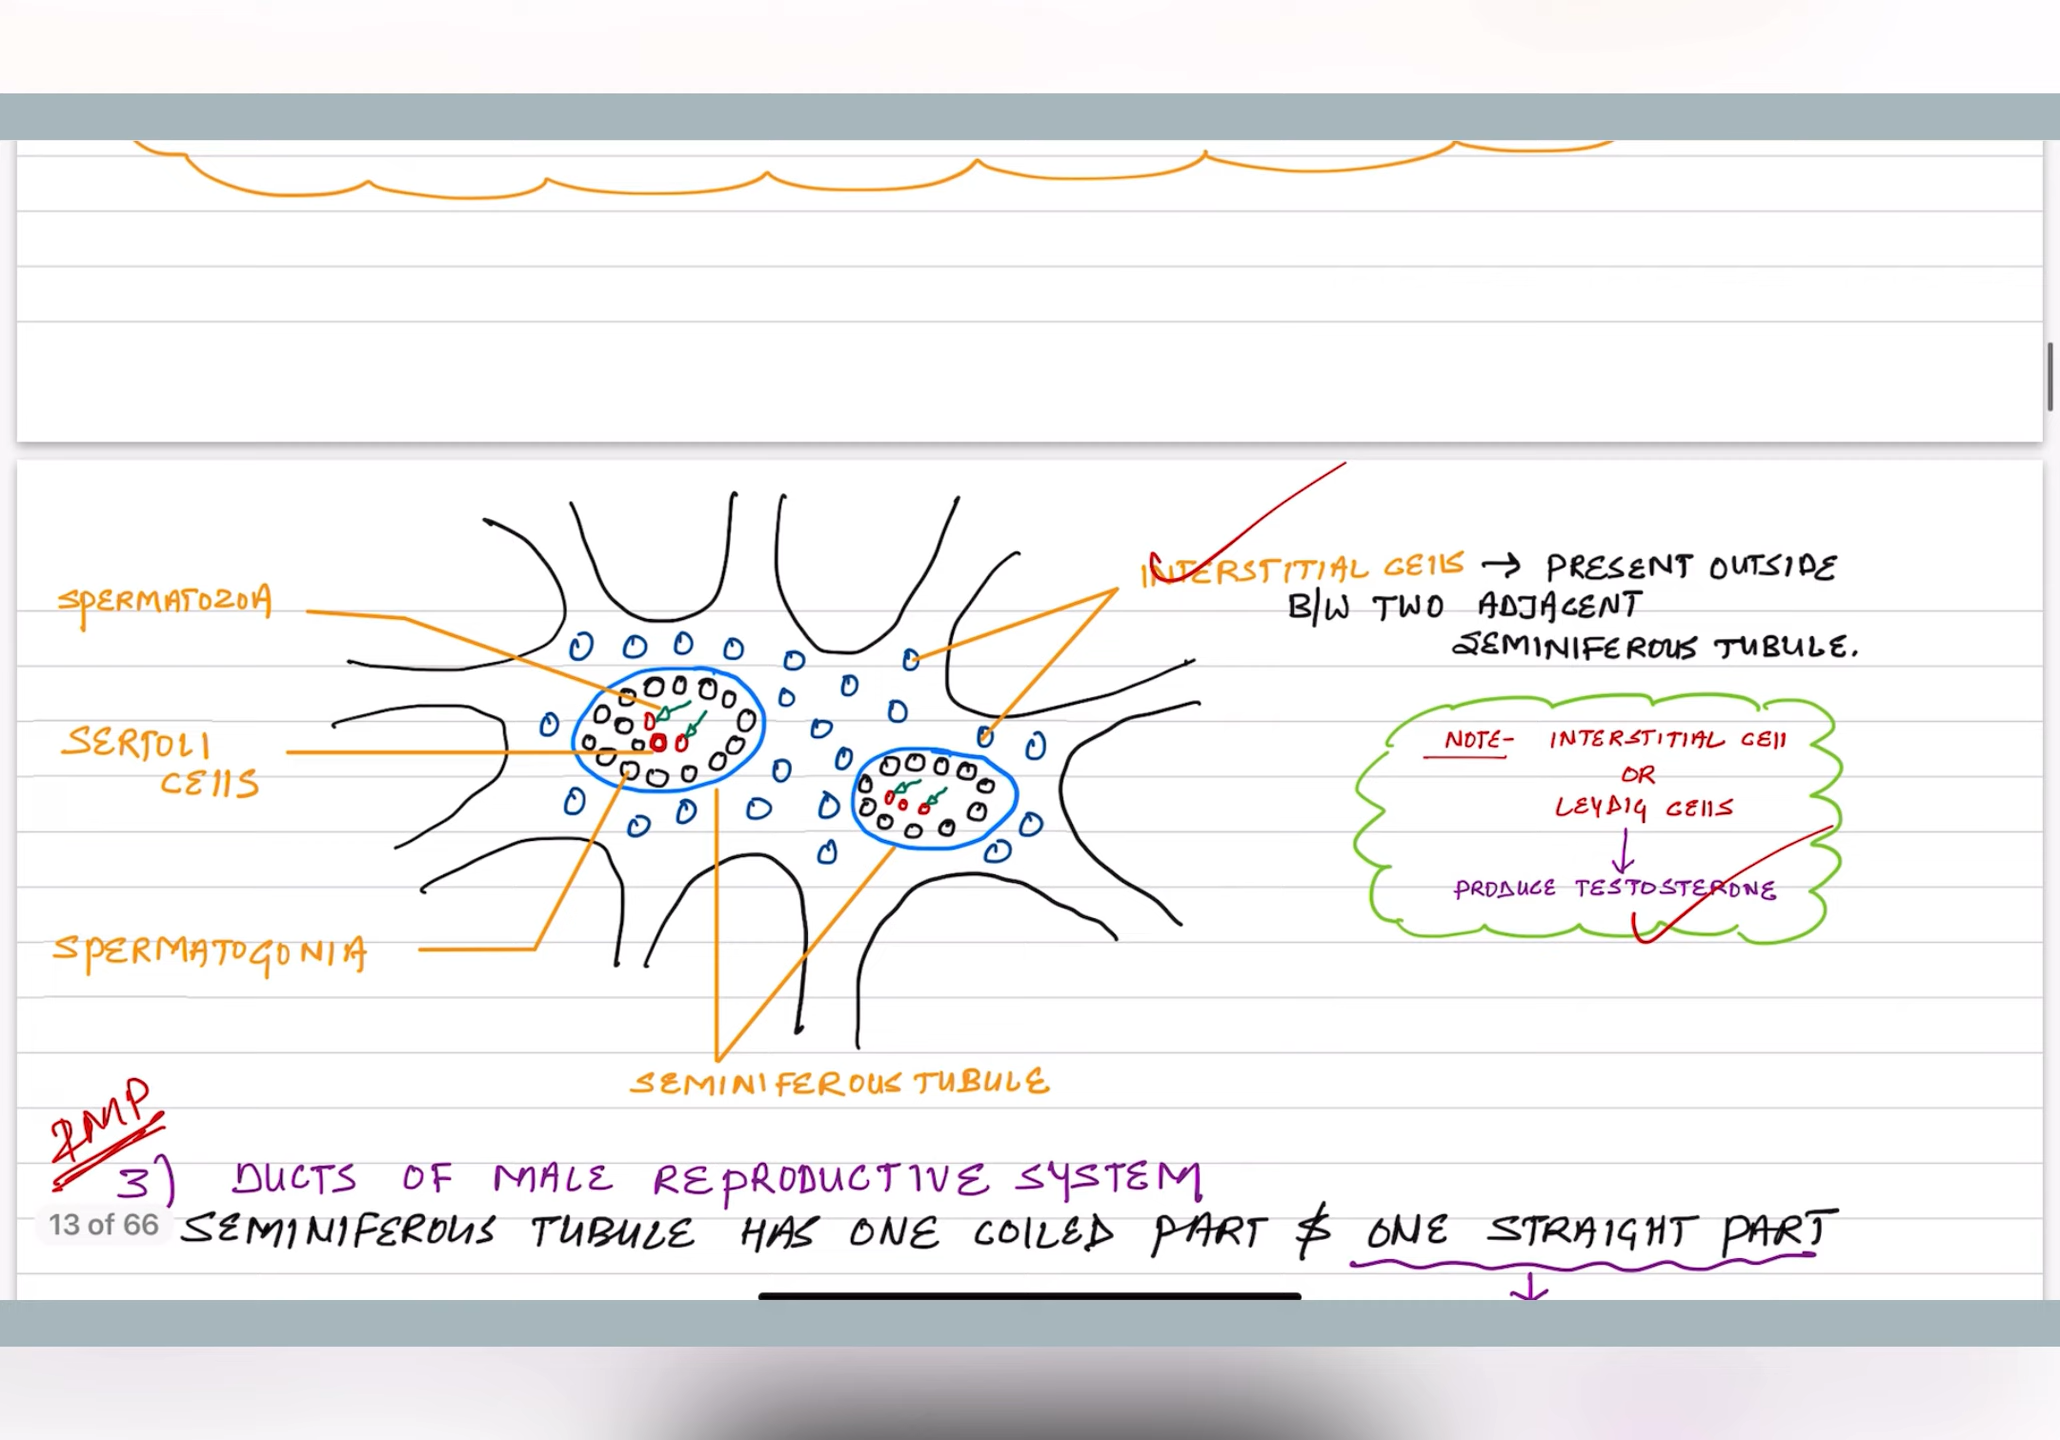 SPERMATOZOA
INTERSTITIAL CELLS → PRESENT OUTSIDE
B/W TWO ADJACENT
SEMINIFEROUS TUBULE.
SERTOLI
CELLS
NOTE- INTERSTITIAL CELL
OR
LEYDIG CELLS
↓
PRODUCE TESTOSTERONE
SPERMATOGONIA
SEMINIFEROUS TUBULE
IMP
3) DUCTS OF MALE REPRODUCTIVE SYSTEM
13 of 66
SEMINIFEROUS TUBULE HAS ONE COILED PART & ONE STRAIGHT PART
↓